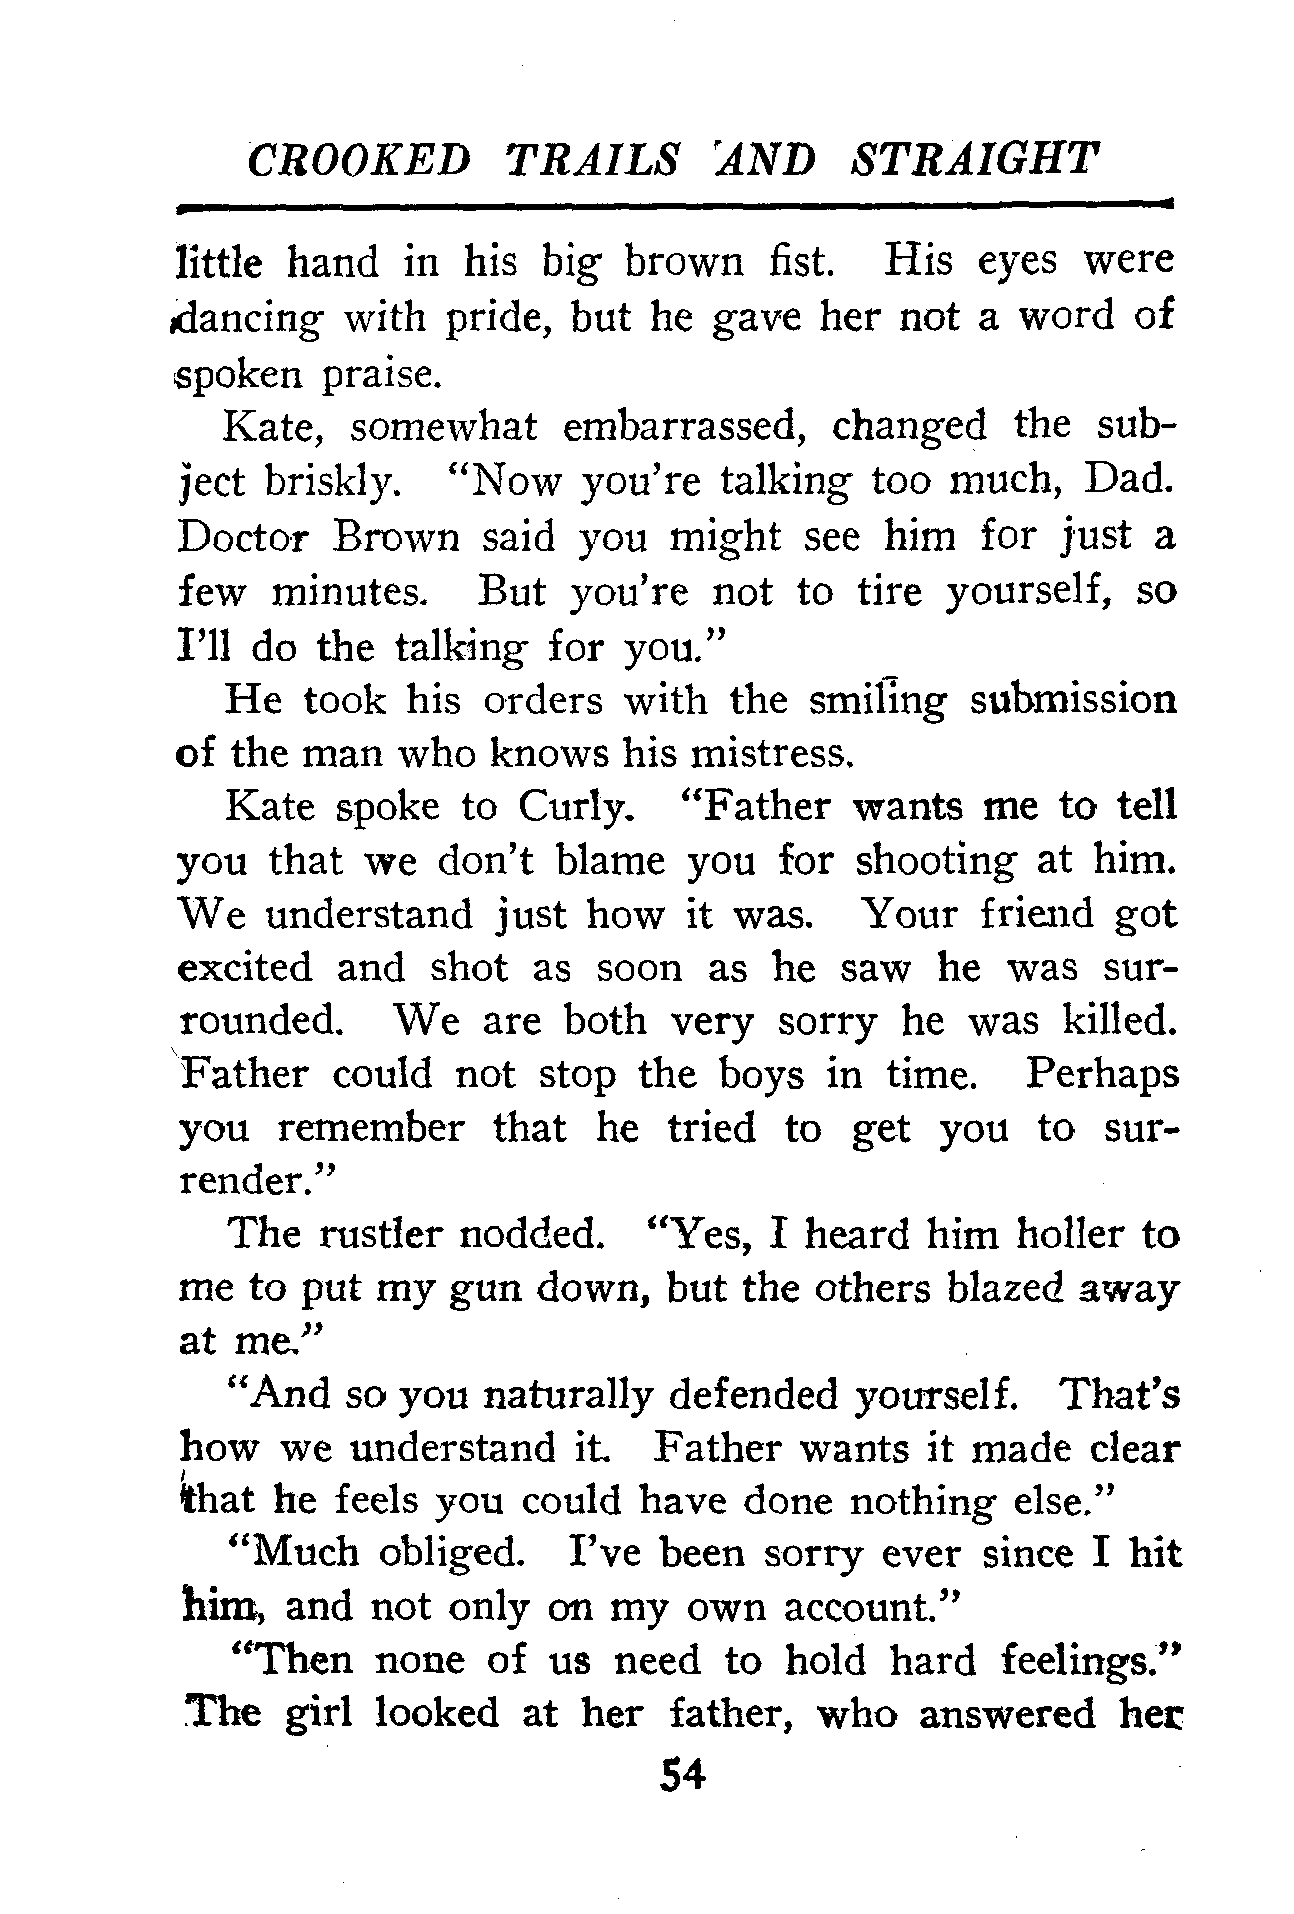 CROOKED TRAILS AND STRAIGHT
little hand in his big brown fist. His eyes were
dancing with pride, but he gave her not a word of
spoken praise.
Kate, somewhat embarrassed, changed the sub-
ject briskly. “Now you’re talking too much, Dad.
Doctor Brown said you might see him for just a
few minutes. But you’re not to tire yourself, so
I’ll do the talking for you.”
He took his orders with the smiling submission
of the man who knows his mistress.
Kate spoke to Curly. “Father wants me to tell
you that we don’t blame you for shooting at him.
We understand just how it was. Your friend got
excited and shot as soon as he saw he was sur-
rounded. We are both very sorry he was killed.
Father could not stop the boys in time. Perhaps
you remember that he tried to get you to sur-
render.”
The rustler nodded. “Yes, I heard him holler to
me to put my gun down, but the others blazed away
at me.”
“And so you naturally defended yourself. That’s
how we understand it. Father wants it made clear
that he feels you could have done nothing else.”
“Much obliged. I’ve been sorry ever since I hit
him, and not only on my own account.”
“Then none of us need to hold hard feelings.”
The girl looked at her father, who answered her
54